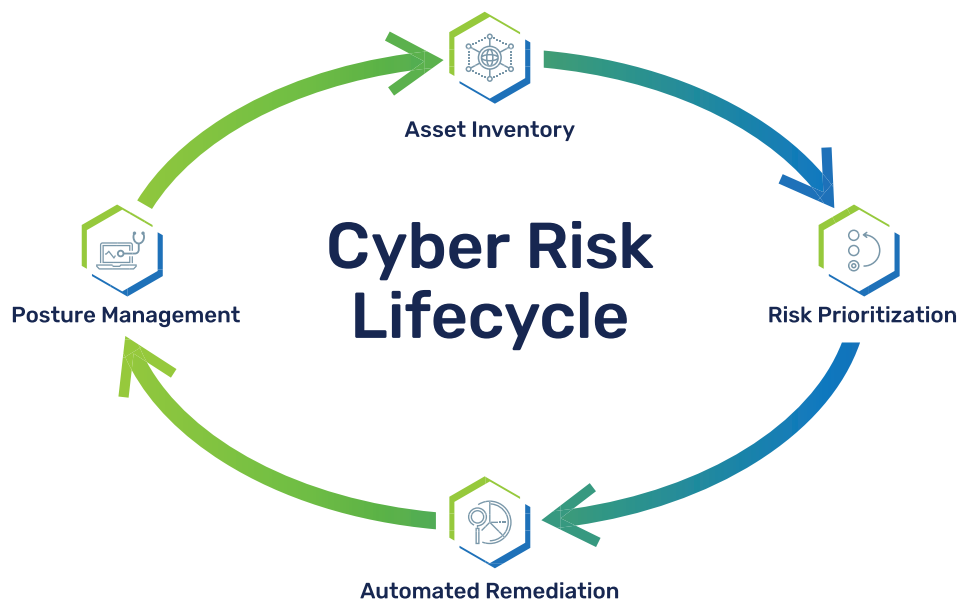 Asset Inventory
Cyber Risk
Lifecycle
Posture Management
Risk Prioritization
Automated Remediation